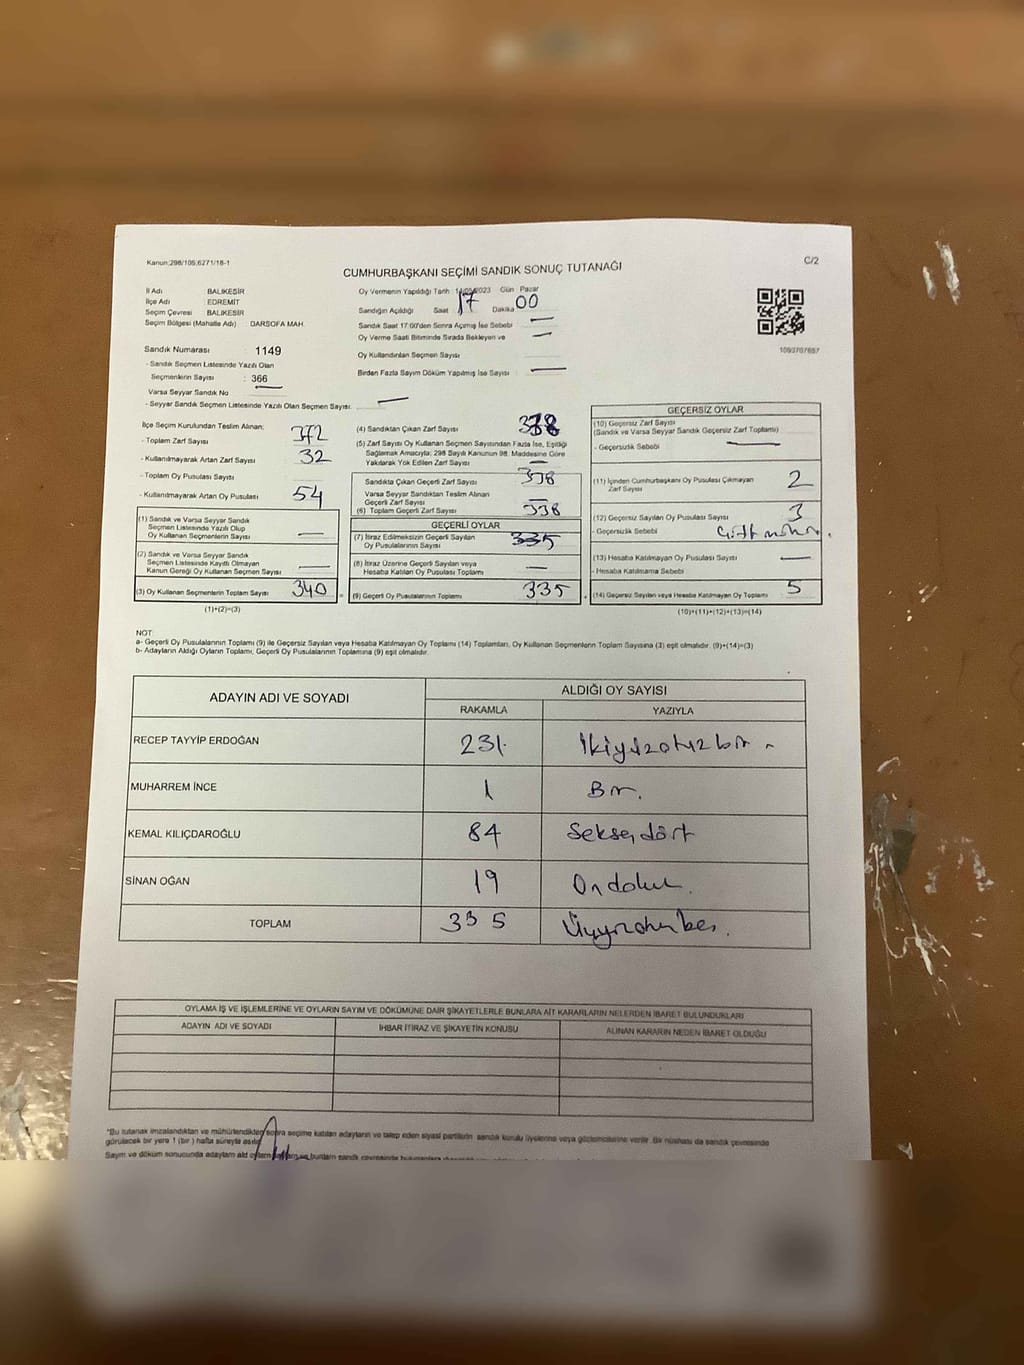 Kanun;298/105;6271/18-1
C/2
CUMHURBAŞKANI SEÇİMİ SANDIK SONUÇ TUTANAĞI
İl Adı : BALIKESİR
İlçe Adı : EDREMİT
Seçim Çevresi : BALIKESİR
Seçim Bölgesi (Mahalle Adı) : DARSOFA MAH.
Sandık Numarası : 1149
- Sandık Seçmen Listesinde Yazılı Olan
Seçmenlerin Sayısı : 366
Varsa Seyyar Sandık No
- Seyyar Sandık Seçmen Listesinde Yazılı Olan Seçmen Sayısı:
Oy Vermenin Yapıldığı Tarih : 14/05/2023 Gün : Pazar
Sandığın Açıldığı Saat 17 Dakika 00
Sandık Saat 17:00'den Sonra Açılmış İse Sebebi
Oy Verme Saati Bitiminde Sırada Bekleyen ve
Oy Kullandırılan Seçmen Sayısı
Birden Fazla Sayım Döküm Yapılmış İse Sayısı :
1093707657
İlçe Seçim Kurulundan Teslim Alınan;
- Toplam Zarf Sayısı 372
- Kullanılmayarak Artan Zarf Sayısı 32
- Toplam Oy Pusulası Sayısı
- Kullanılmayarak Artan Oy Pusulası 54
(1) Sandık ve Varsa Seyyar Sandık
Seçmen Listesinde Yazılı Olup
Oy Kullanan Seçmenlerin Sayısı
(2) Sandık ve Varsa Seyyar Sandık
Seçmen Listesinde Kayıtlı Olmayan
Kanun Gereği Oy Kullanan Seçmen Sayısı
(3) Oy Kullanan Seçmenlerin Toplam Sayısı 340
(1)+(2)=(3)
(4) Sandıktan Çıkan Zarf Sayısı 338
(5) Zarf Sayısı Oy Kullanan Seçmen Sayısından Fazla İse, Eşitliği
Sağlamak Amacıyla; 298 Sayılı Kanunun 98. Maddesine Göre
Yakılarak Yok Edilen Zarf Sayısı
Sandıkta Çıkan Geçerli Zarf Sayısı 338
Varsa Seyyar Sandıktan Teslim Alınan
Geçerli Zarf Sayısı
(6) Toplam Geçerli Zarf Sayısı 338
GEÇERLİ OYLAR
(7) İtiraz Edilmeksizin Geçerli Sayılan
Oy Pusulalarının Sayısı 335
(8) İtiraz Üzerine Geçerli Sayılan veya
Hesaba Katılan Oy Pusulası Toplamı
(9) Geçerli Oy Pusulalarının Toplamı 335
GEÇERSİZ OYLAR
(10) Geçersiz Zarf Sayısı
(Sandık ve Varsa Seyyar Sandık Geçersiz Zarf Toplamı)
- Geçersizlik Sebebi
(11) İçinden Cumhurbaşkanı Oy Pusulası Çıkmayan
Zarf Sayısı 2
(12) Geçersiz Sayılan Oy Pusulası Sayısı 3
- Geçersizlik Sebebi
(13) Hesaba Katılmayan Oy Pusulası Sayısı
- Hesaba Katılmama Sebebi
(14) Geçersiz Sayılan veya Hesaba Katılmayan Oy Toplamı 5
(10)+(11)+(12)+(13)=(14)
NOT
a- Geçerli Oy Pusulalarının Toplamı (9) ile Geçersiz Sayılan veya Hesaba Katılmayan Oy Toplamı (14) Toplamları, Oy Kullanan Seçmenlerin Toplam Sayısına (3) eşit olmalıdır. (9)+(14)=(3)
b- Adayların Aldığı Oyların Toplamı, Geçerli Oy Pusulalarının Toplamına (9) eşit olmalıdır.
ADAYIN ADI VE SOYADI ALDIĞI OY SAYISI
RAKAMLA YAZIYLA
RECEP TAYYİP ERDOĞAN 231 İkiyüzotuzbir
MUHARREM İNCE 1 Bir.
KEMAL KILIÇDAROĞLU 84 Seksendört
SİNAN OĞAN 19 Ondokuz.
TOPLAM 335 Üçyüzotuzbeş.
OYLAMA İŞ VE İŞLEMLERİNE VE OYLARIN SAYIM VE DÖKÜMÜNE DAİR ŞİKAYETLERLE BUNLARA AİT KARARLARIN NELERDEN İBARET BULUNDUKLARI
ADAYIN ADI VE SOYADI İHBAR İTİRAZ VE ŞİKAYETİN KONUSU ALINAN KARARIN NEDEN İBARET OLDUĞU
"Bu tutanak imzalandıktan ve mühürlendikten sonra seçime katılan adayların ve talep eden siyasi partilerin sandık kurulu üyelerine veya gözlemcilerine verilir. Bir nüshası da sandık çevresinde
görülecek bir yere 1 (bir) hafta süreyle asılır
Sayım ve döküm sonucunda adayların